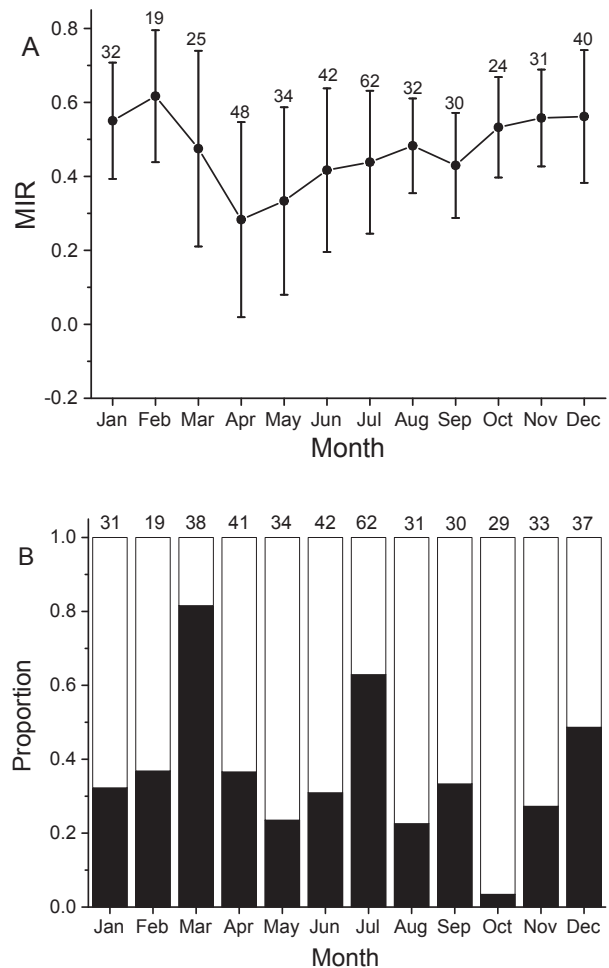 A
0.8
0.6
0.4
0.2
0.0
-0.2
MIR
32 19 25 48 34 42 62 32 30 24 31 40
Jan Feb Mar Apr May Jun Jul Aug Sep Oct Nov Dec
Month
B
31 19 38 41 34 42 62 31 30 29 33 37
1.0
0.8
0.6
0.4
0.2
0.0
Proportion
Jan Feb Mar Apr May Jun Jul Aug Sep Oct Nov Dec
Month